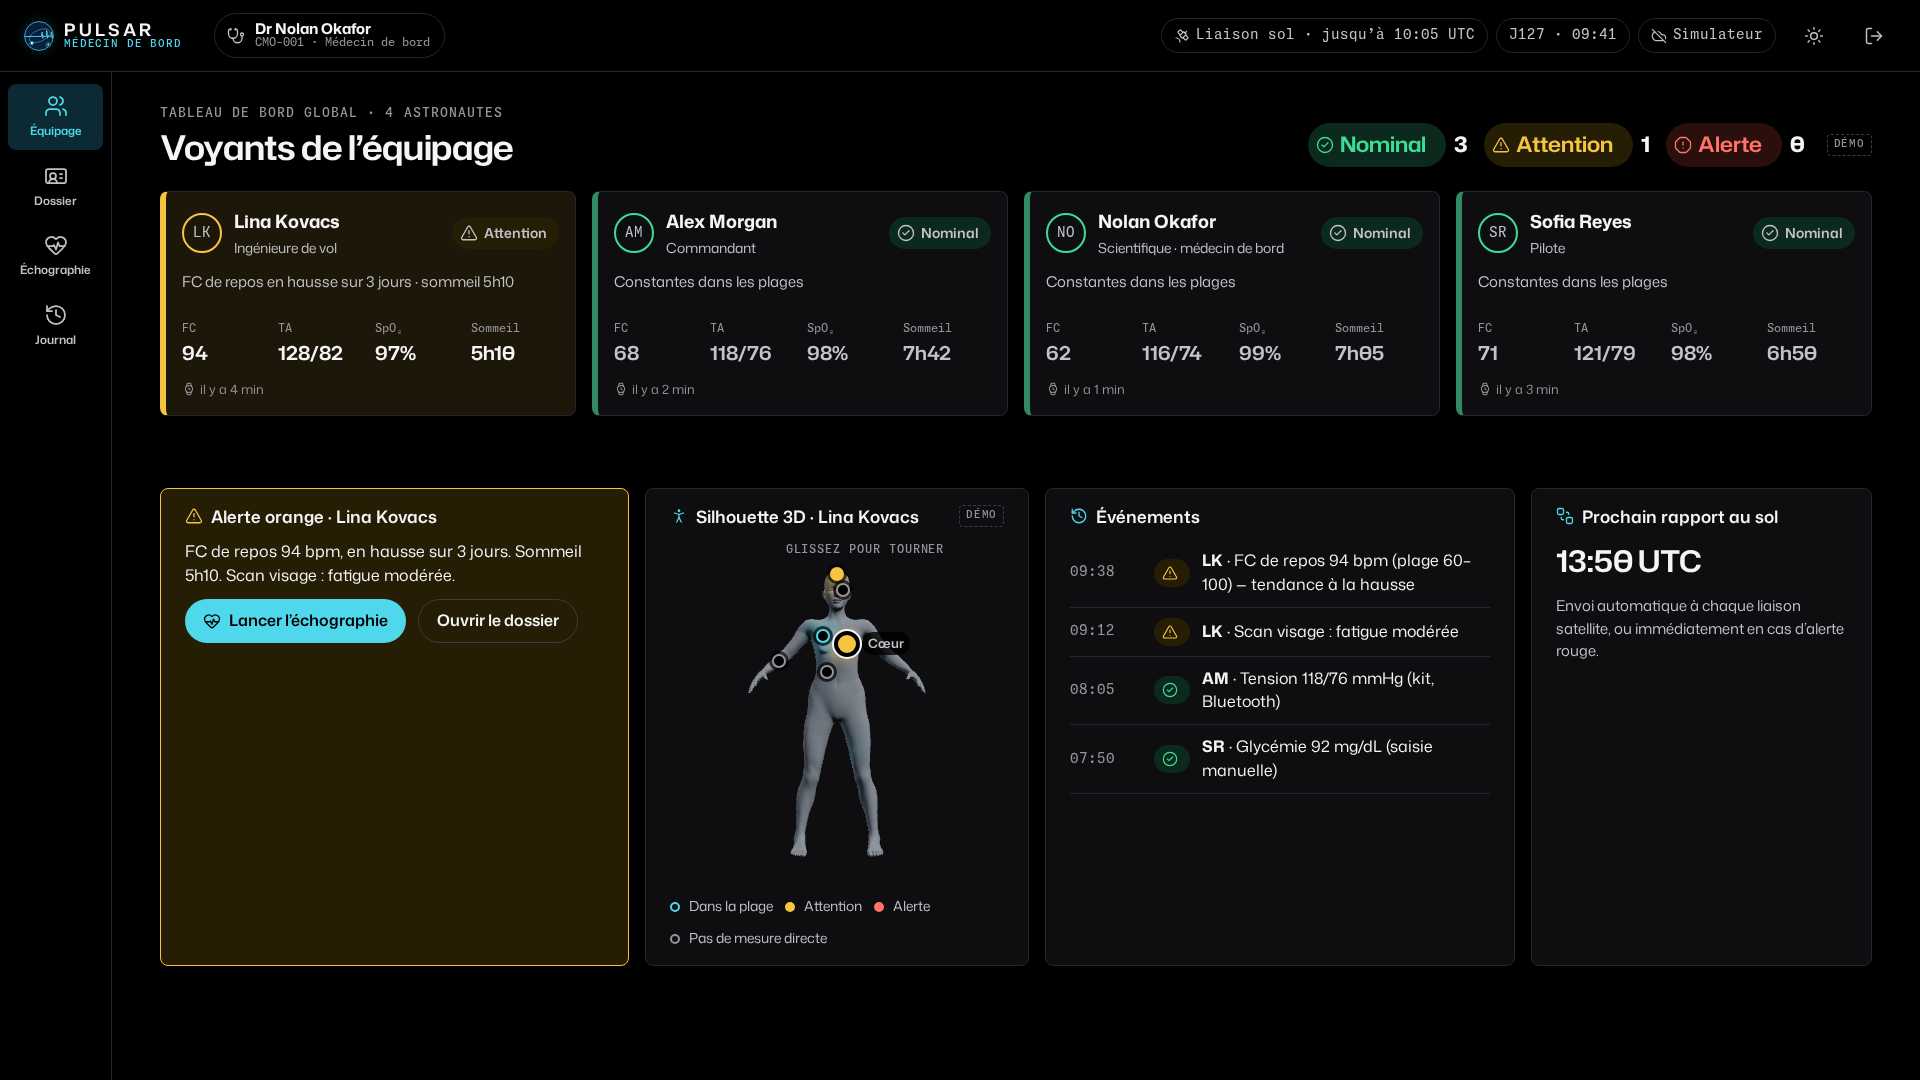 PULSAR
MÉDECIN DE BORD
Dr Nolan Okafor
CMO-001 · Médecin de bord
Liaison sol · jusqu’à 10:05 UTC
J127 · 09:41
Simulateur
Équipage
Dossier
Échographie
Journal
TABLEAU DE BORD GLOBAL · 4 ASTRONAUTES
Voyants de l’équipage
Nominal 3
Attention 1
Alerte 0
DÉMO
LK
Lina Kovacs
Ingénieure de vol
Attention
FC de repos en hausse sur 3 jours · sommeil 5h10
FC TA SpO₂ Sommeil
94 128/82 97% 5h10
il y a 4 min
AM
Alex Morgan
Commandant
Nominal
Constantes dans les plages
FC TA SpO₂ Sommeil
68 118/76 98% 7h42
il y a 2 min
NO
Nolan Okafor
Scientifique · médecin de bord
Nominal
Constantes dans les plages
FC TA SpO₂ Sommeil
62 116/74 99% 7h05
il y a 1 min
SR
Sofia Reyes
Pilote
Nominal
Constantes dans les plages
FC TA SpO₂ Sommeil
71 121/79 98% 6h50
il y a 3 min
Alerte orange · Lina Kovacs
FC de repos 94 bpm, en hausse sur 3 jours. Sommeil
5h10. Scan visage : fatigue modérée.
Lancer l’échographie
Ouvrir le dossier
Silhouette 3D · Lina Kovacs
DÉMO
GLISSEZ POUR TOURNER
Cœur
Dans la plage
Attention
Alerte
Pas de mesure directe
Événements
09:38
LK · FC de repos 94 bpm (plage 60–
100) — tendance à la hausse
09:12
LK · Scan visage : fatigue modérée
08:05
AM · Tension 118/76 mmHg (kit,
Bluetooth)
07:50
SR · Glycémie 92 mg/dL (saisie
manuelle)
Prochain rapport au sol
13:50 UTC
Envoi automatique à chaque liaison
satellite, ou immédiatement en cas d’alerte
rouge.